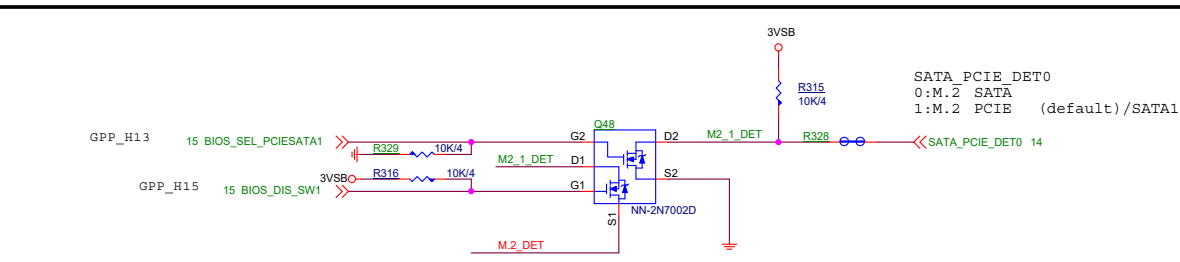 3VSB
R315
10K/4
SATA_PCIE_DET0
0:M.2 SATA
1:M.2 PCIE (default)/SATA1
GPP_H13
15 BIOS_SEL_PCIESATA1
R329
10K/4
Q48
G2
D2
M2_1_DET
R328
SATA_PCIE_DET0 14
M2_1_DET
D1
S2
GPP_H15
3VSB
R316
10K/4
15 BIOS_DIS_SW1
G1
NN-2N7002D
S1
M.2_DET